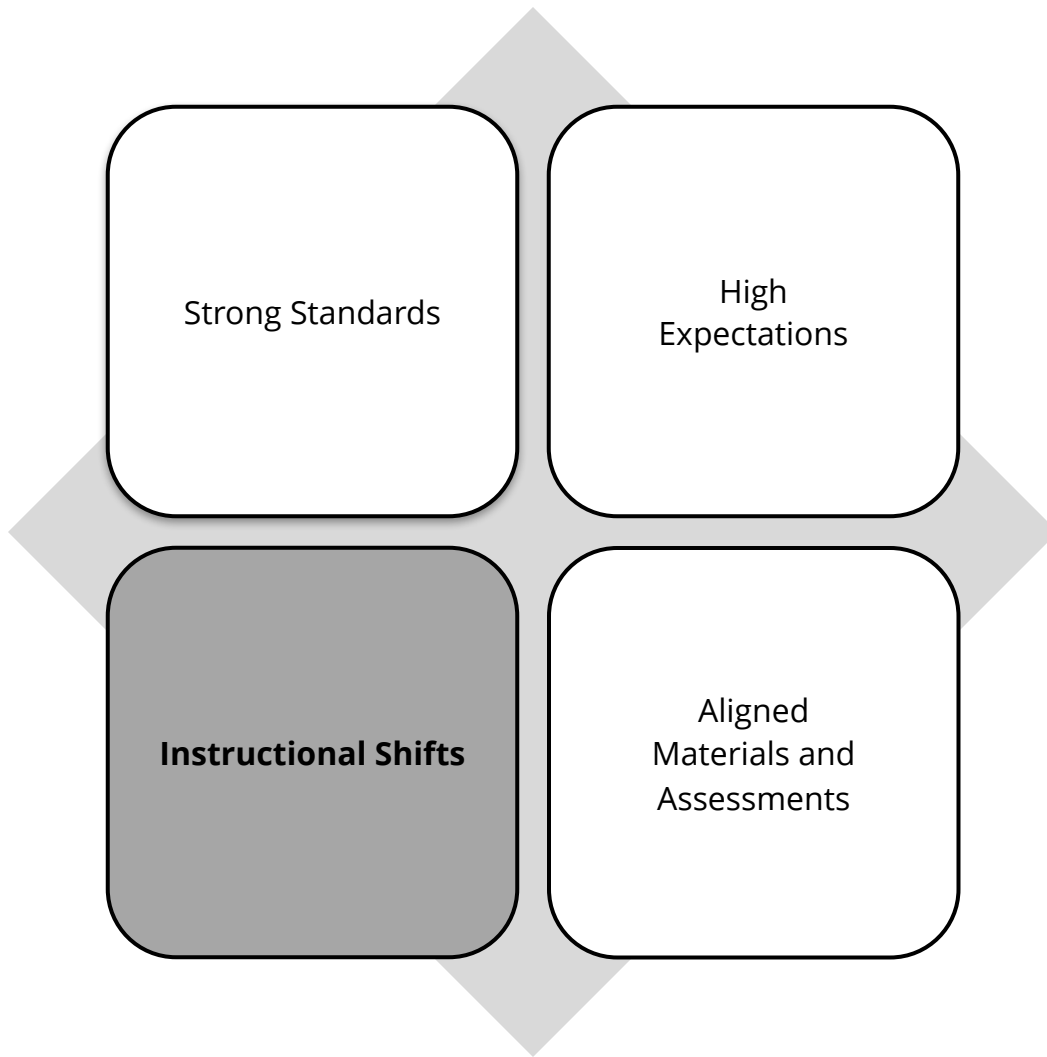 Strong Standards
High
Expectations
Instructional Shifts
Aligned
Materials and
Assessments